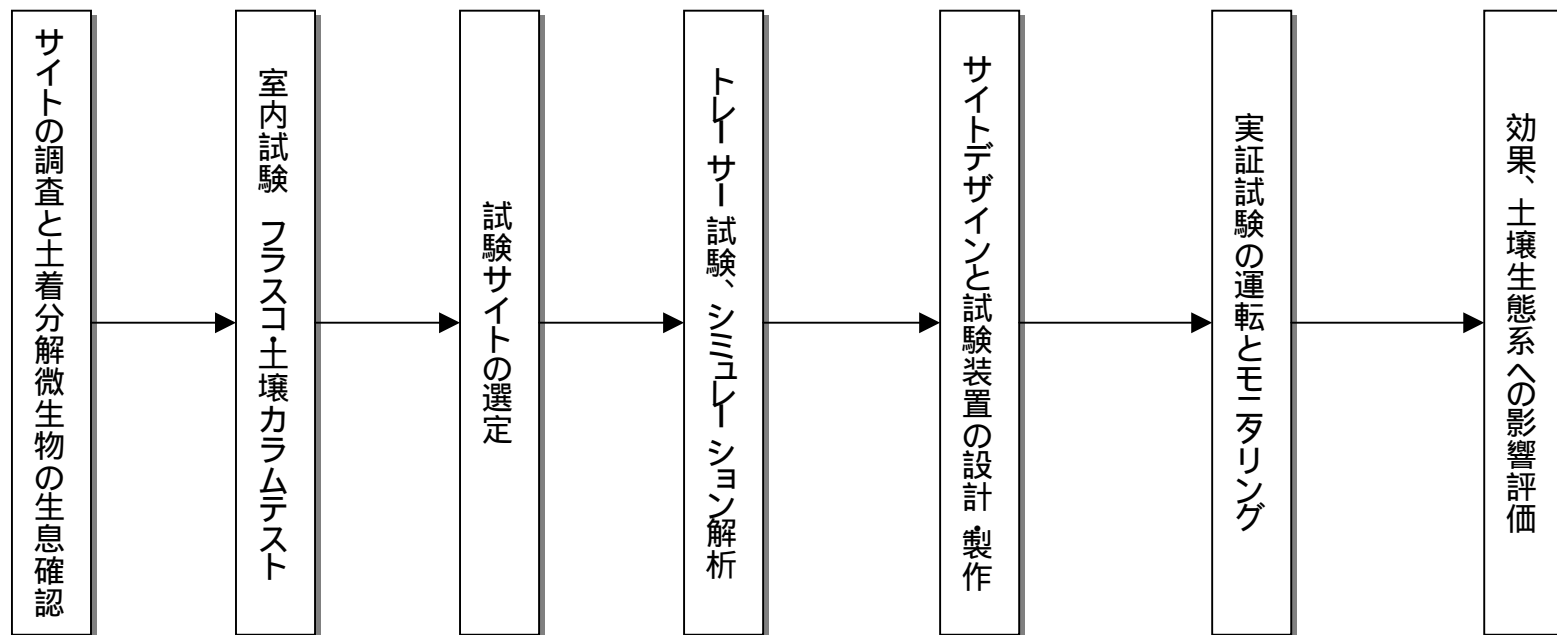 サイトの調査と土着分解微生物の生息確認
室内試験 フラスコ・土壌カラムテスト
試験サイトの選定
トレーサー試験、シミュレーション解析
サイトデザインと試験装置の設計・製作
実証試験の運転とモニタリング
効果、土壌生態系への影響評価